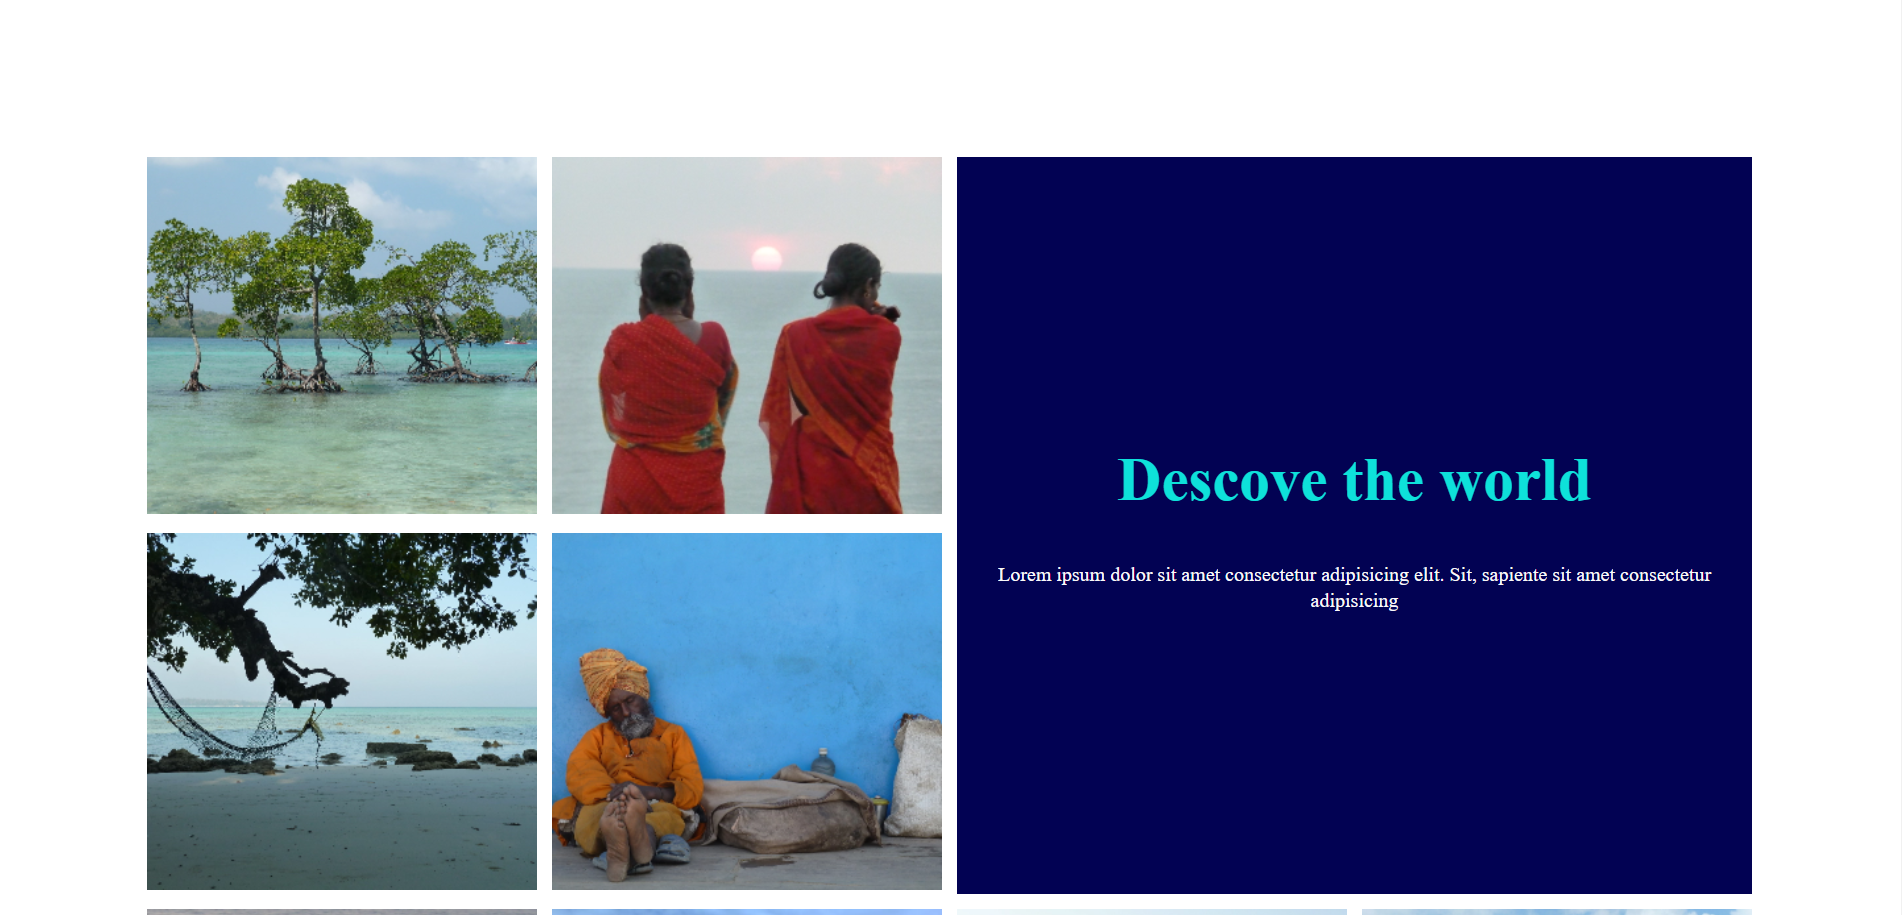 Descove the world
Lorem ipsum dolor sit amet consectetur adipisicing elit. Sit, sapiente sit amet consectetur
adipisicing